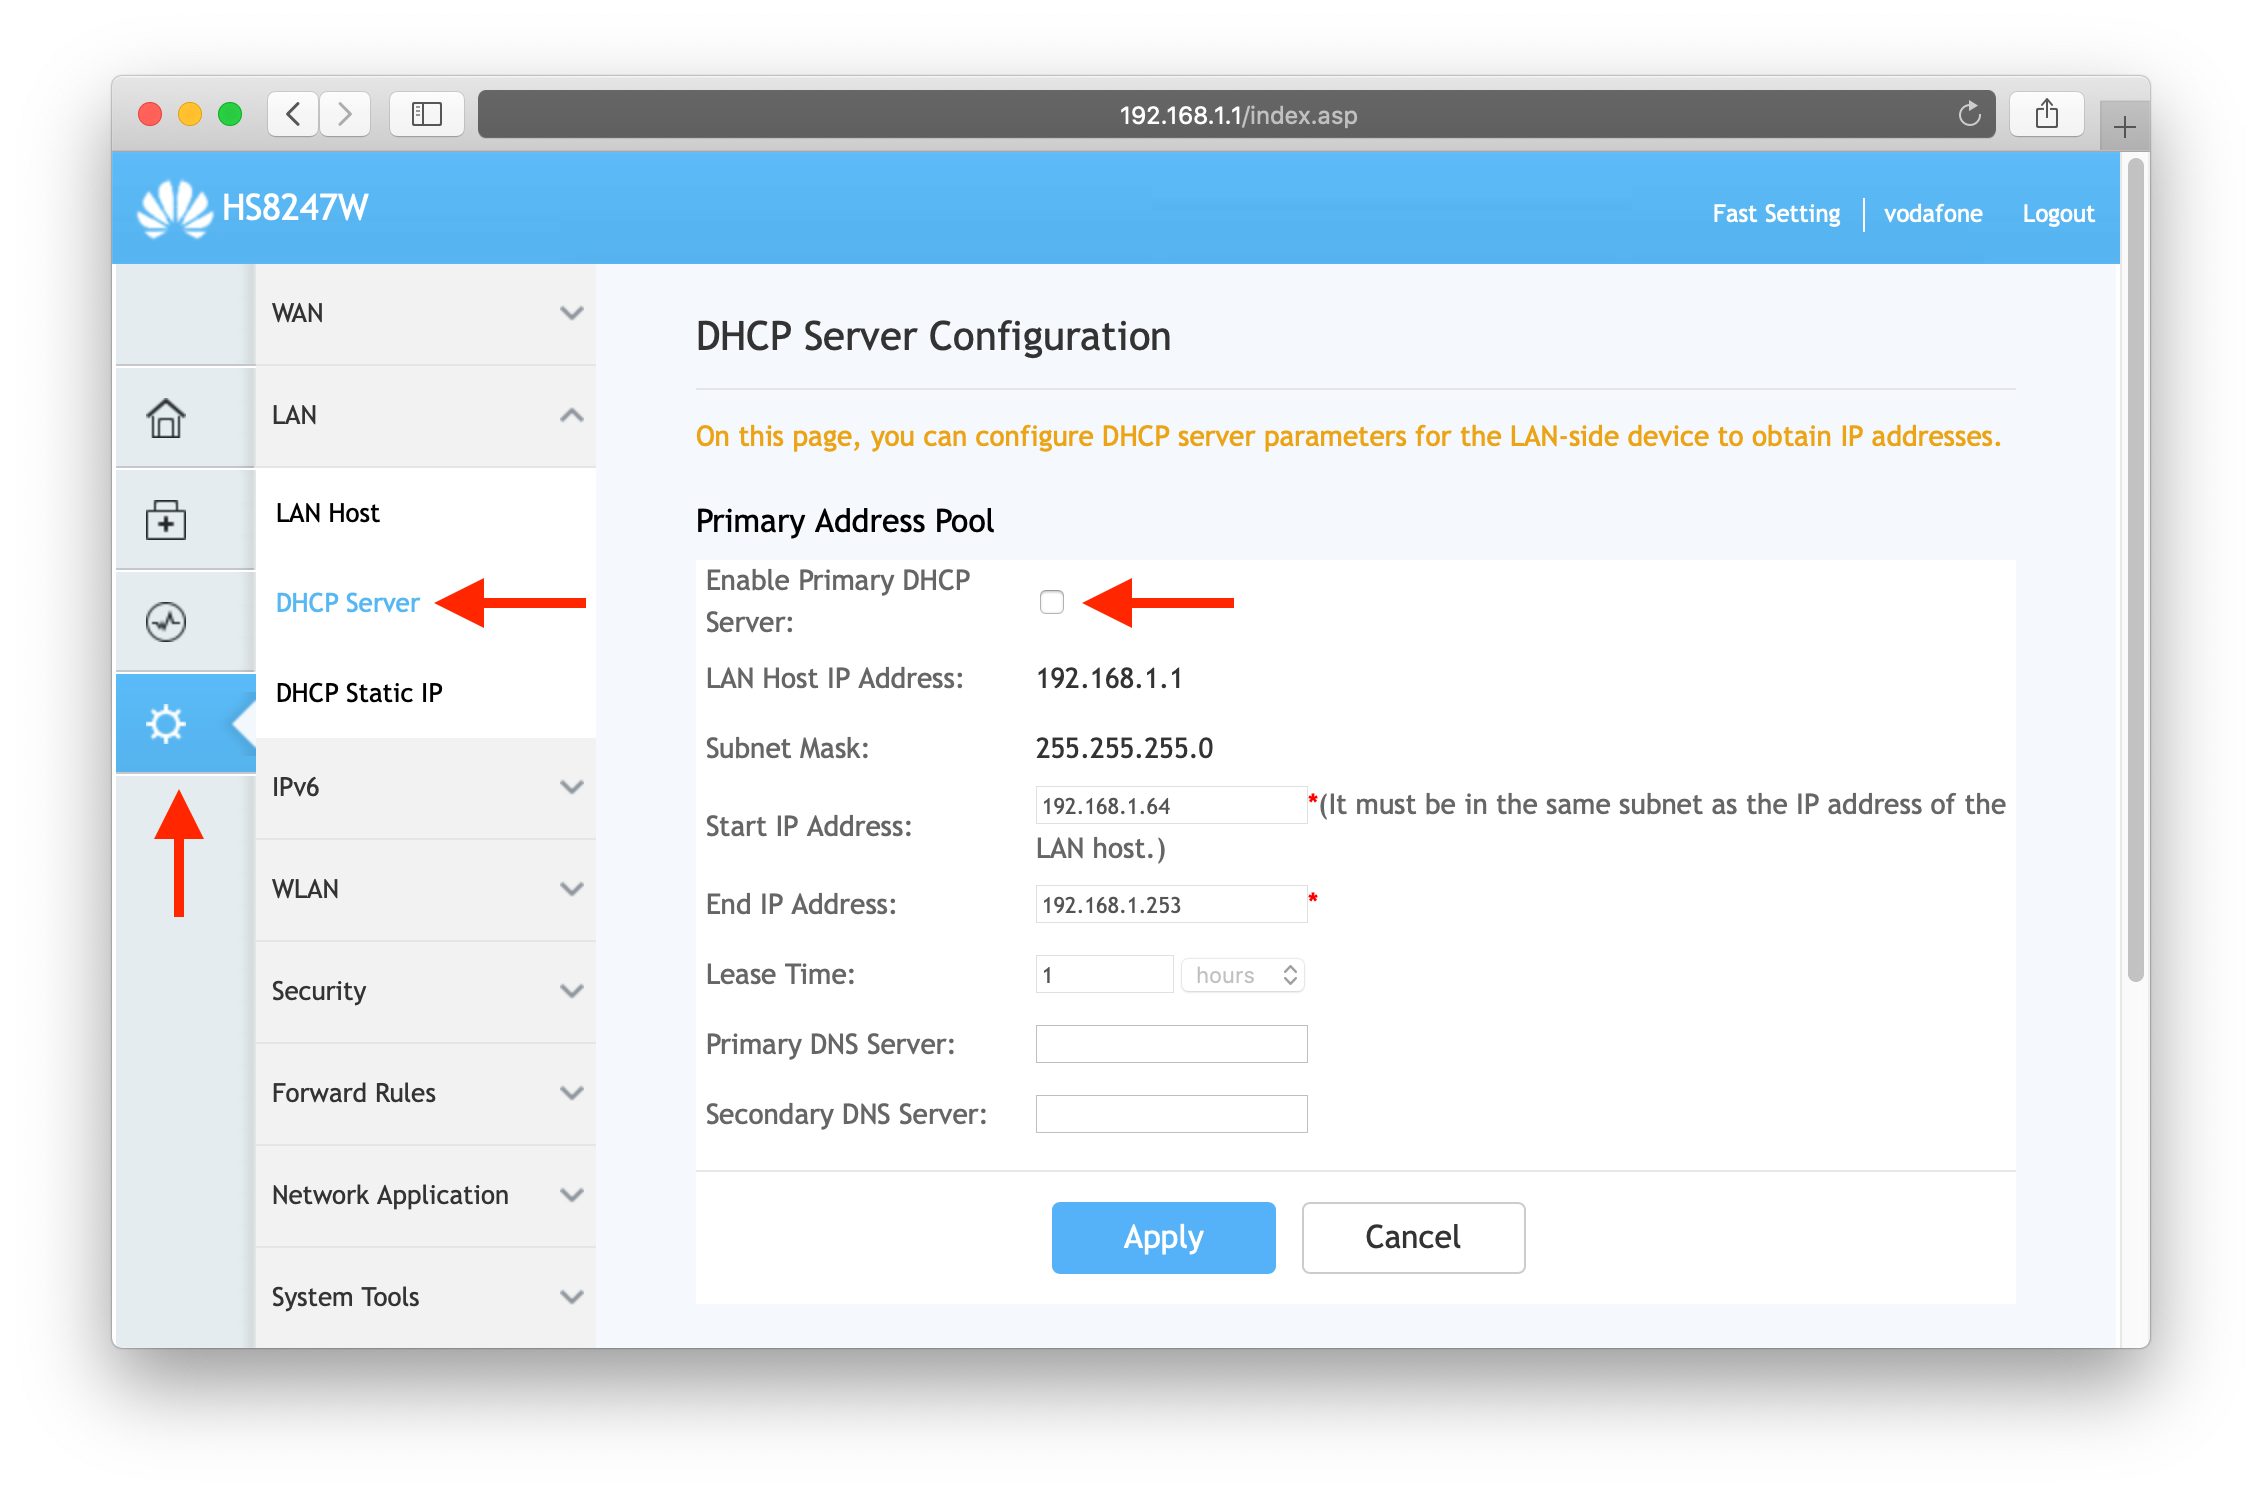 192.168.1.1/index.asp
HS8247W
Fast Setting
vodafone
Logout
WAN
LAN
LAN Host
DHCP Server
DHCP Static IP
IPv6
WLAN
Security
Forward Rules
Network Application
System Tools
DHCP Server Configuration
On this page, you can configure DHCP server parameters for the LAN-side device to obtain IP addresses.
Primary Address Pool
Enable Primary DHCP
Server:
LAN Host IP Address: 192.168.1.1
Subnet Mask: 255.255.255.0
Start IP Address: 192.168.1.64 *(It must be in the same subnet as the IP address of the
LAN host.)
End IP Address: 192.168.1.253 *
Lease Time: 1 hours
Primary DNS Server:
Secondary DNS Server:
Apply
Cancel